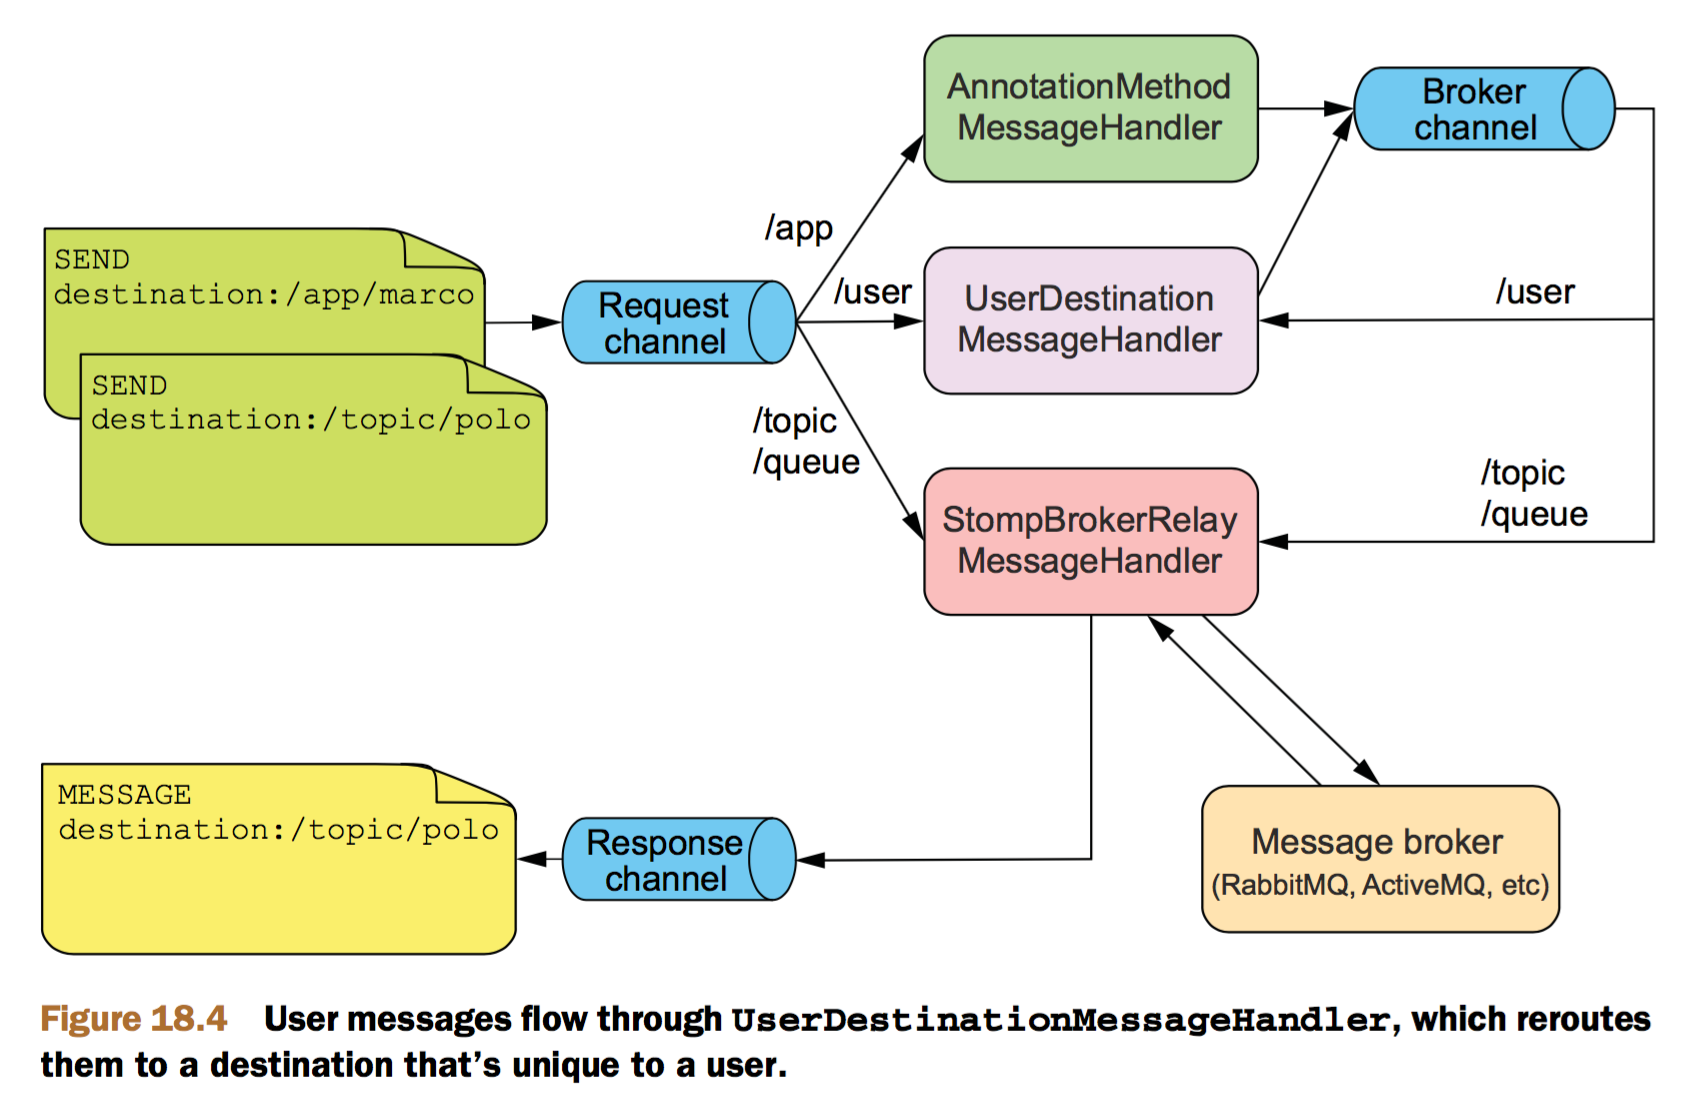 AnnotationMethod
MessageHandler
Broker
channel
/app
SEND
destination:/app/marco
/user
Request
channel
UserDestination
MessageHandler
/user
SEND
destination:/topic/polo
/topic
/queue
StompBrokerRelay
MessageHandler
/topic
/queue
MESSAGE
destination:/topic/polo
Response
channel
Message broker
(RabbitMQ, ActiveMQ, etc)
Figure 18.4 User messages flow through UserDestinationMessageHandler, which reroutes
them to a destination that’s unique to a user.